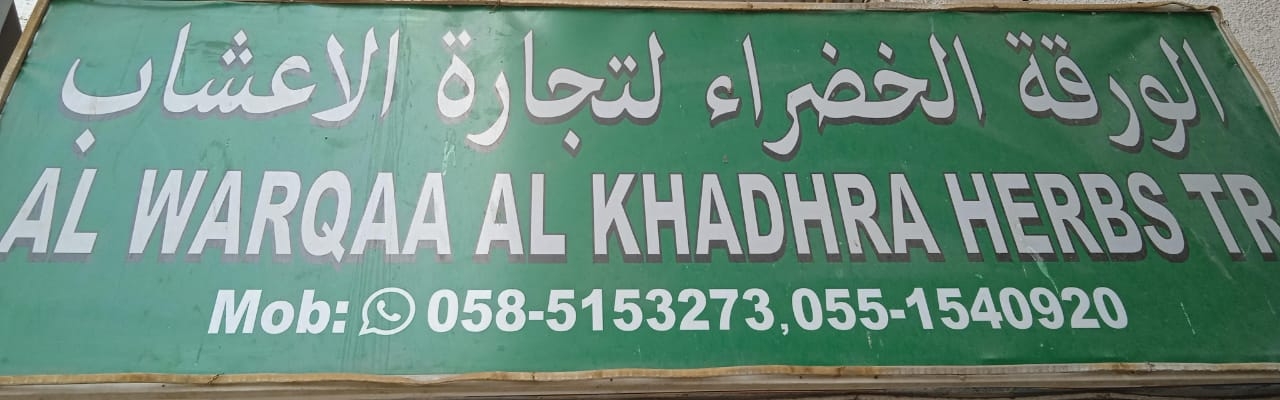 الورقة الخضراء لتجارة الاعشاب
AL WARQAA AL KHADHRA HERBS TR
Mob: 058-5153273,055-1540920